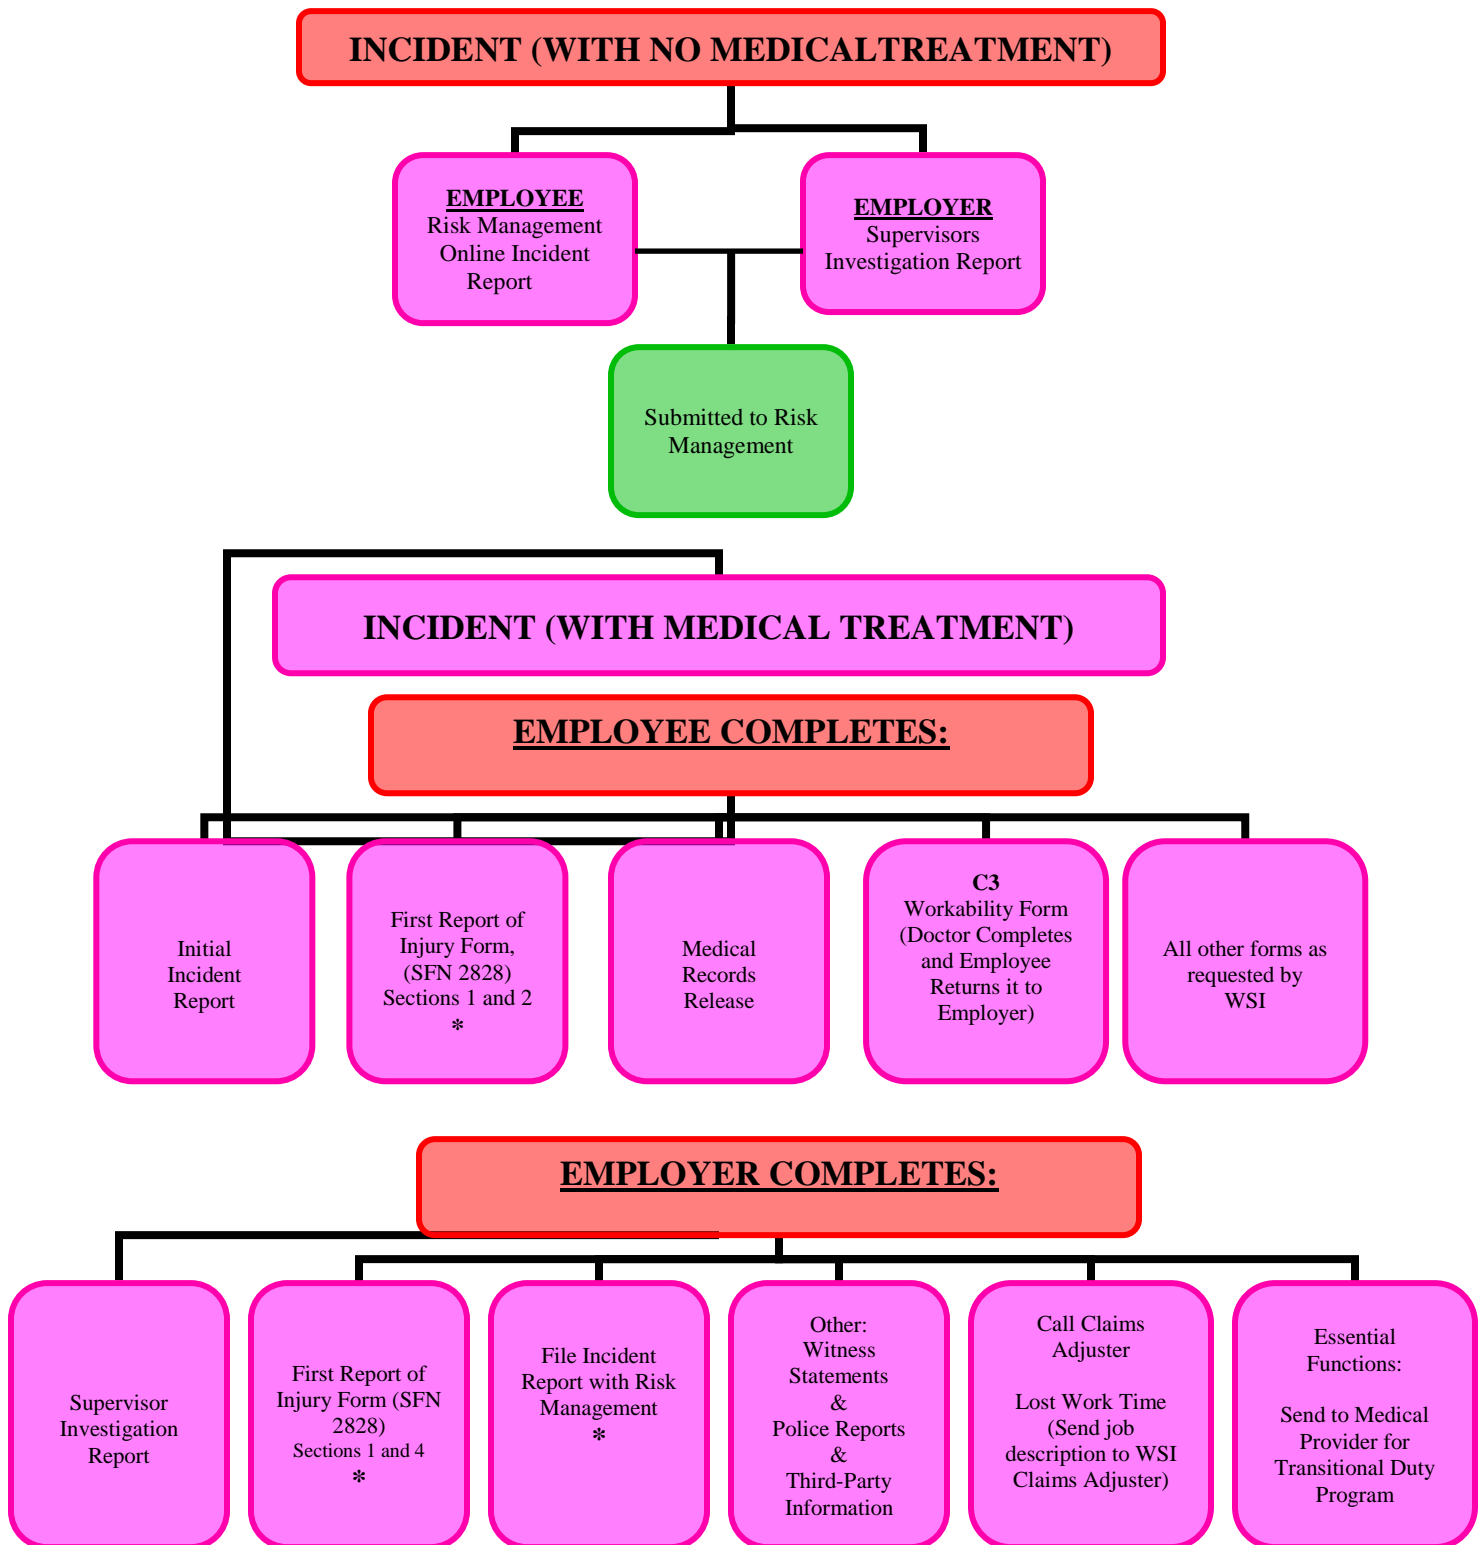 INCIDENT (WITH NO MEDICALTREATMENT)
EMPLOYEE
Risk Management
Online Incident
Report
EMPLOYER
Supervisors
Investigation Report
Submitted to Risk
Management
INCIDENT (WITH MEDICAL TREATMENT)
EMPLOYEE COMPLETES:
Initial
Incident
Report
First Report of
Injury Form,
(SFN 2828)
Sections 1 and 2
*
Medical
Records
Release
C3
Workability Form
(Doctor Completes
and Employee
Returns it to
Employer)
All other forms as
requested by
WSI
EMPLOYER COMPLETES:
Supervisor
Investigation
Report
First Report of
Injury Form (SFN
2828)
Sections 1 and 4
*
File Incident
Report with Risk
Management
*
Other:
Witness
Statements
&
Police Reports
&
Third-Party
Information
Call Claims
Adjuster
Lost Work Time
(Send job
description to WSI
Claims Adjuster)
Essential
Functions:
Send to Medical
Provider for
Transitional Duty
Program